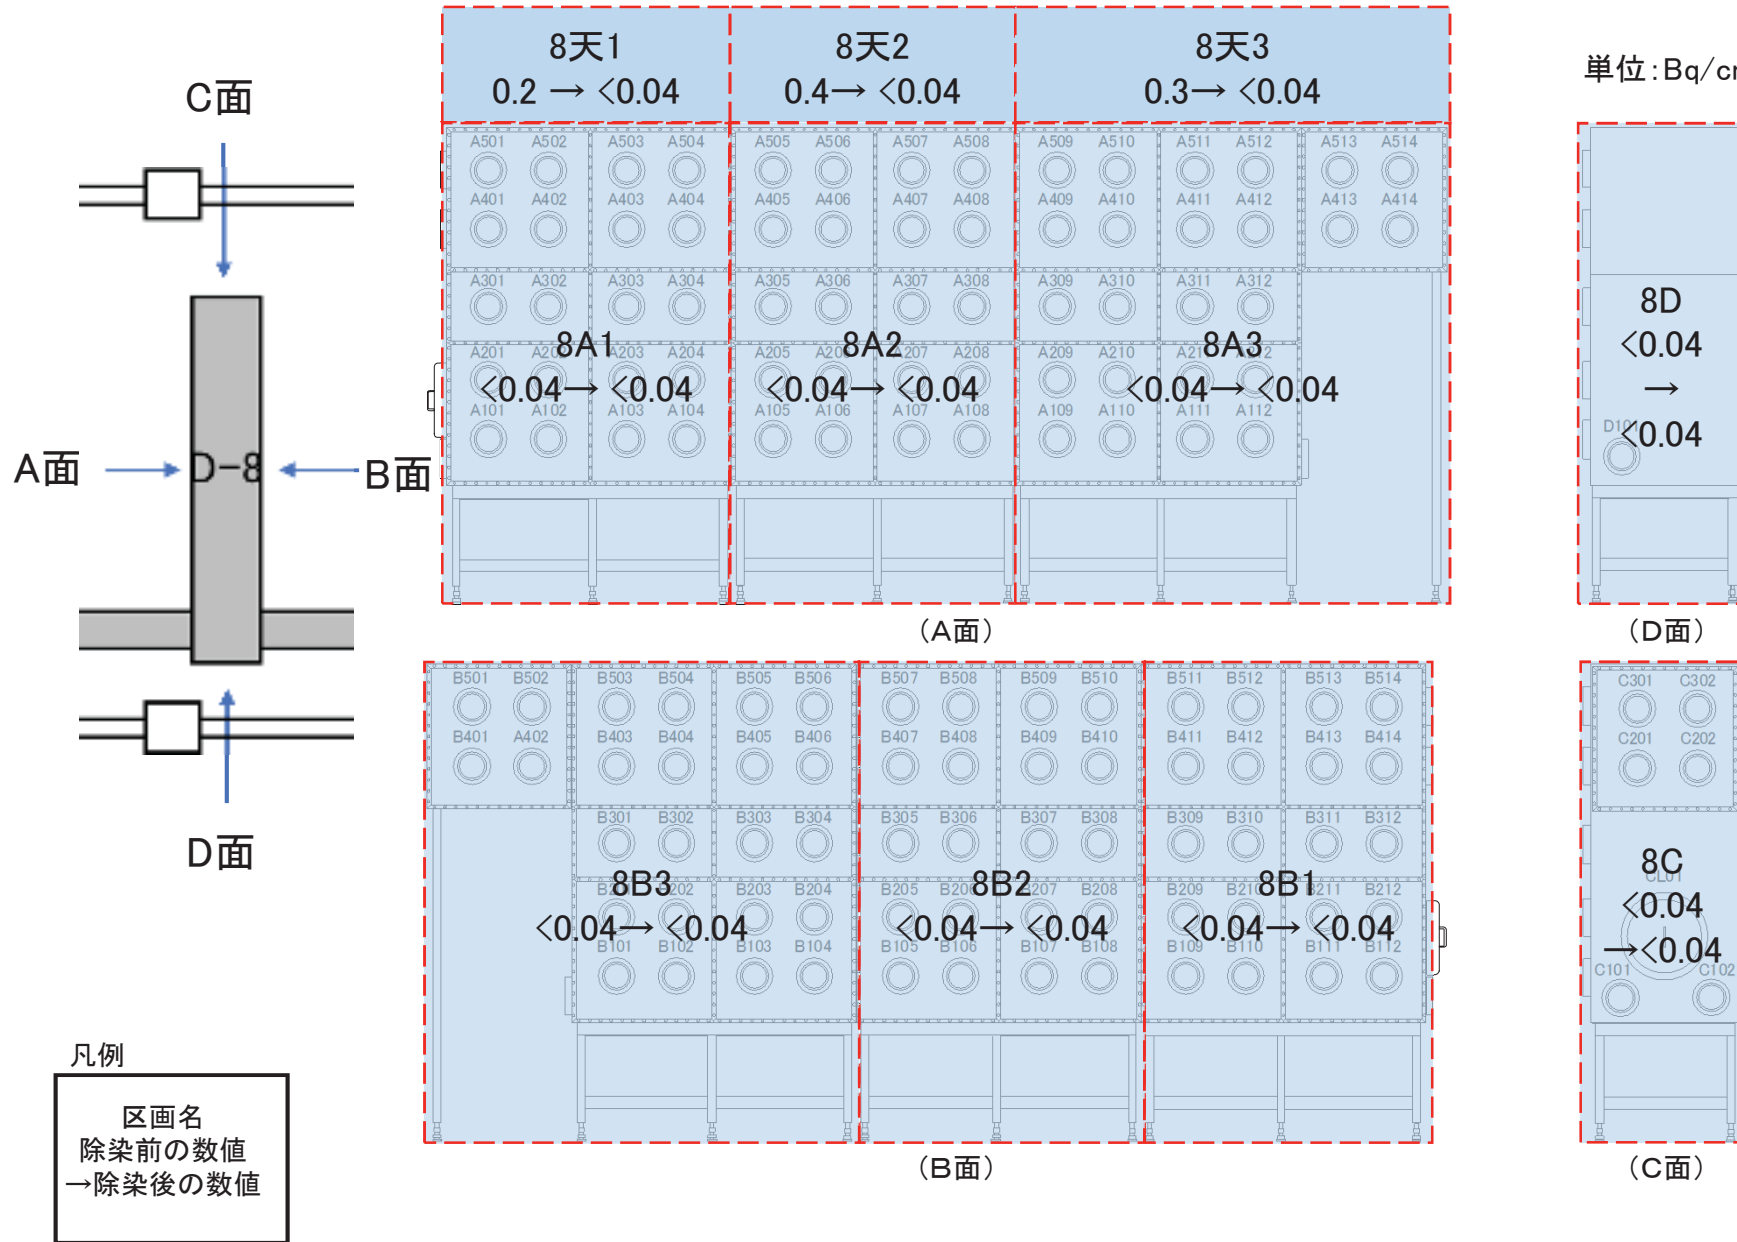 C面
A面
D-8
B面
D面
凡例
区画名
除染前の数値
→除染後の数値
8天1
0.2 → <0.04
8天2
0.4→ <0.04
8天3
0.3→ <0.04
単位:Bq/cm
A501 A502 A503 A504 A505 A506 A507 A508 A509 A510 A511 A512 A513 A514
A401 A402 A403 A404 A405 A406 A407 A408 A409 A410 A411 A412 A413 A414
A301 A302 A303 A304 A305 A306 A307 A308 A309 A310 A311 A312
8A1
<0.04→ <0.04
8A2
<0.04→ <0.04
8A3
<0.04→ <0.04
A201 A203 A204 A205 A207 A208 A209 A210
A101 A102 A103 A104 A105 A106 A107 A108 A109 A110 A111 A112
(A面)
8D
<0.04
→
<0.04
D101
(D面)
B501 B502 B503 B504 B505 B506 B507 B508 B509 B510 B511 B512 B513 B514
B401 A402 B403 B404 B405 B406 B407 B408 B409 B410 B411 B412 B413 B414
B301 B302 B303 B304 B305 B306 B307 B308 B309 B310 B311 B312
8B3
<0.04→ <0.04
8B2
<0.04→ <0.04
8B1
<0.04→ <0.04
B202 B203 B204 B205 B207 B208 B209 B211 B212
B101 B102 B103 B104 B105 B106 B107 B108 B109 B110 B111 B112
(B面)
C301 C302
C201 C202
8C
CL01
<0.04
→<0.04
C101 C102
(C面)